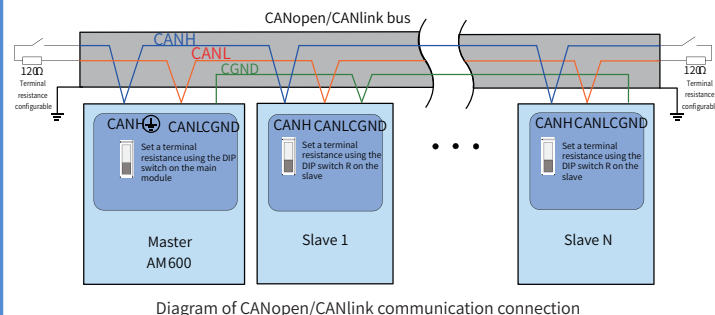 CANopen/CANlink bus
CANH
CANL
CGND
120Ω
Terminal
resistance
configurable
120Ω
Terminal
resistance
configurable
CANH CANLCGND
Set a terminal
resistance using the DIP
switch on the main
module
Master
AM600
CANH CANLCGND
Set a terminal
resistance using the
DIP switch R on the
slave
Slave 1
• • •
CANH CANLCGND
Set a terminal
resistance using the
DIP switch R on the
slave
Slave N
Diagram of CANopen/CANlink communication connection